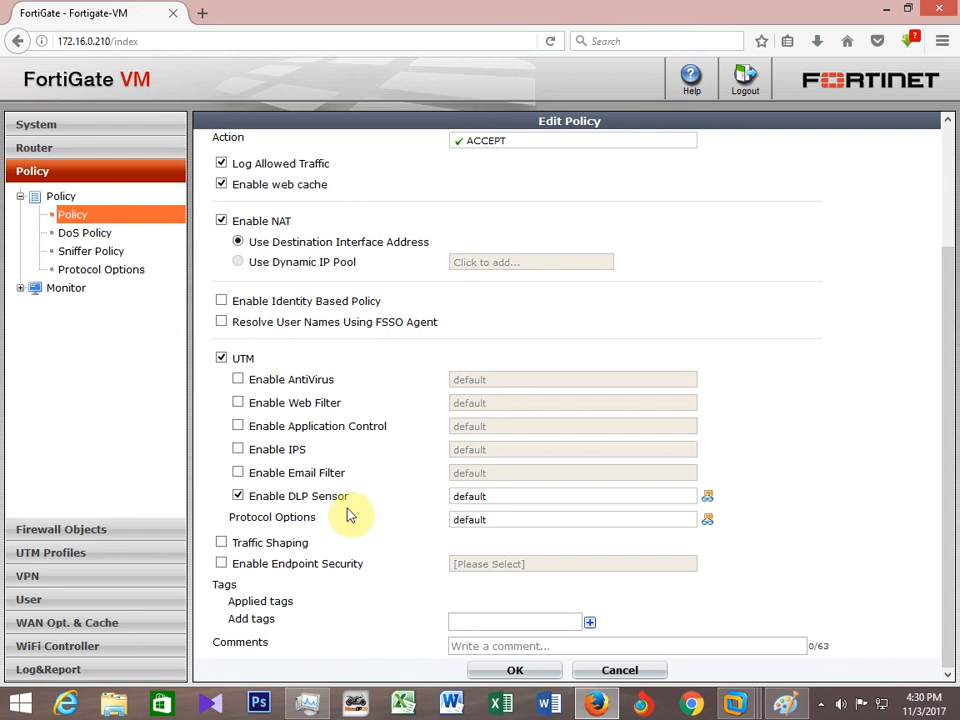 FortiGate - Fortigate-VM
172.16.0.210/index
Search
?
FortiGate VM
Help
Logout
FORTINET
System
Router
Policy
Policy
Policy
DoS Policy
Sniffer Policy
Protocol Options
Monitor
Firewall Objects
UTM Profiles
VPN
User
WAN Opt. & Cache
WiFi Controller
Log&Report
Edit Policy
Action
ACCEPT
Log Allowed Traffic
Enable web cache
Enable NAT
Use Destination Interface Address
Use Dynamic IP Pool
Click to add...
Enable Identity Based Policy
Resolve User Names Using FSSO Agent
UTM
Enable AntiVirus
default
Enable Web Filter
default
Enable Application Control
default
Enable IPS
default
Enable Email Filter
default
Enable DLP Sensor
default
Protocol Options
default
Traffic Shaping
Enable Endpoint Security
[Please Select]
Tags
Applied tags
Add tags
Comments
Write a comment...
0/63
OK
Cancel
Ps
4:30 PM
11/3/2017